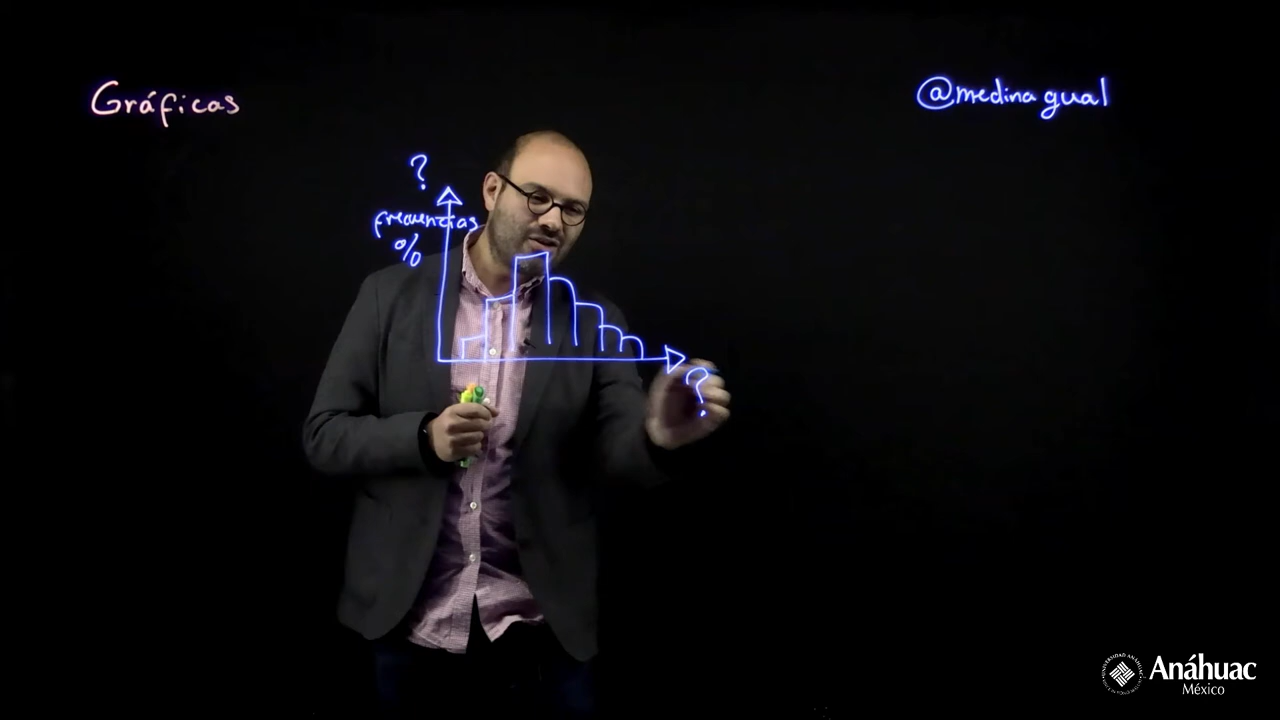 Gráficas
@medinagual
?
frecuencias
%
?
Anáhuac
México